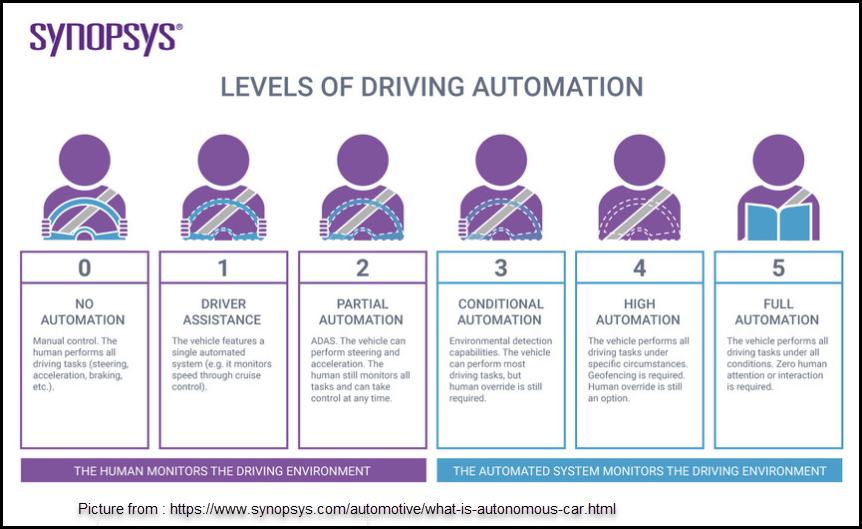 SYNOPSYS®
LEVELS OF DRIVING AUTOMATION
0
NO
AUTOMATION
Manual control. The
human performs all
driving tasks (steering,
acceleration, braking,
etc.).
1
DRIVER
ASSISTANCE
The vehicle features a
single automated
system (e.g. it monitors
speed through cruise
control).
2
PARTIAL
AUTOMATION
ADAS. The vehicle can
perform steering and
acceleration. The
human still monitors all
tasks and can take
control at any time.
3
CONDITIONAL
AUTOMATION
Environmental detection
capabilities. The vehicle
can perform most
driving tasks, but
human override is still
required.
4
HIGH
AUTOMATION
The vehicle performs all
driving tasks under
specific circumstances.
Geofencing is required.
Human override is still
an option.
5
FULL
AUTOMATION
The vehicle performs all
driving tasks under all
conditions. Zero human
attention or interaction
is required.
THE HUMAN MONITORS THE DRIVING ENVIRONMENT
THE AUTOMATED SYSTEM MONITORS THE DRIVING ENVIRONMENT
Picture from : https://www.synopsys.com/automotive/what-is-autonomous-car.html